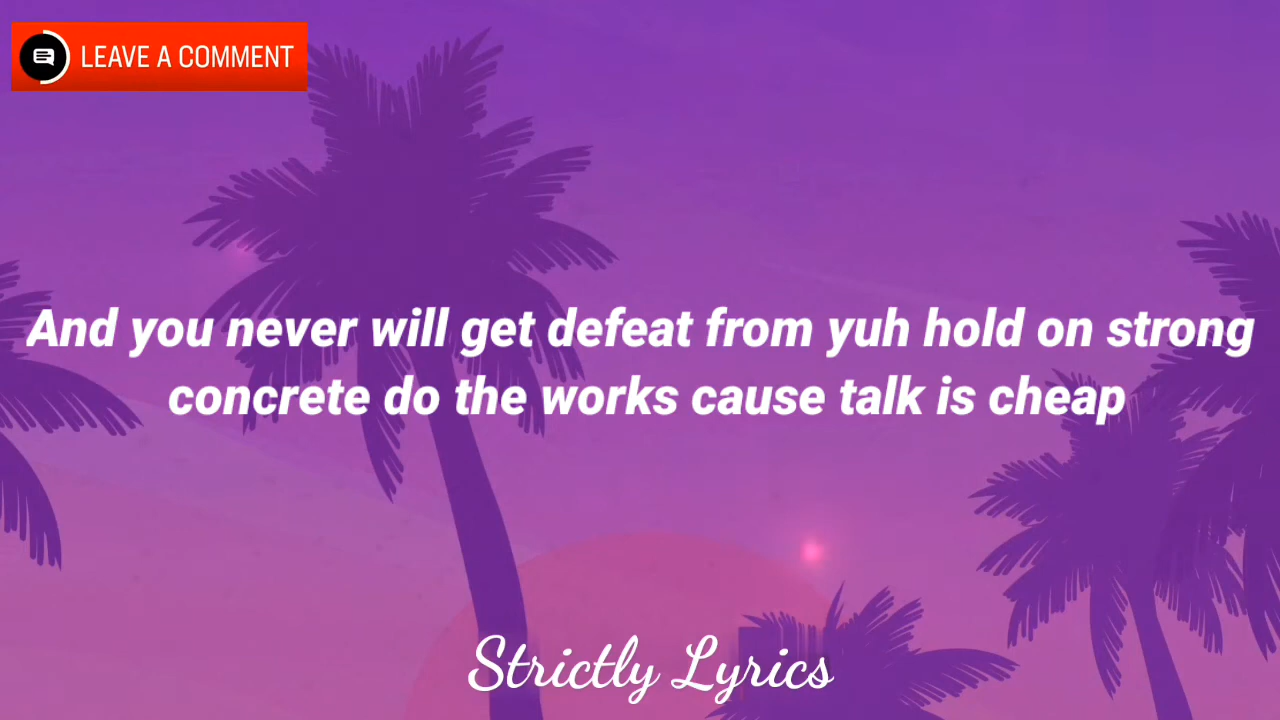 LEAVE A COMMENT
And you never will get defeat from yuh hold on strong
concrete do the works cause talk is cheap
Strictly Lyrics